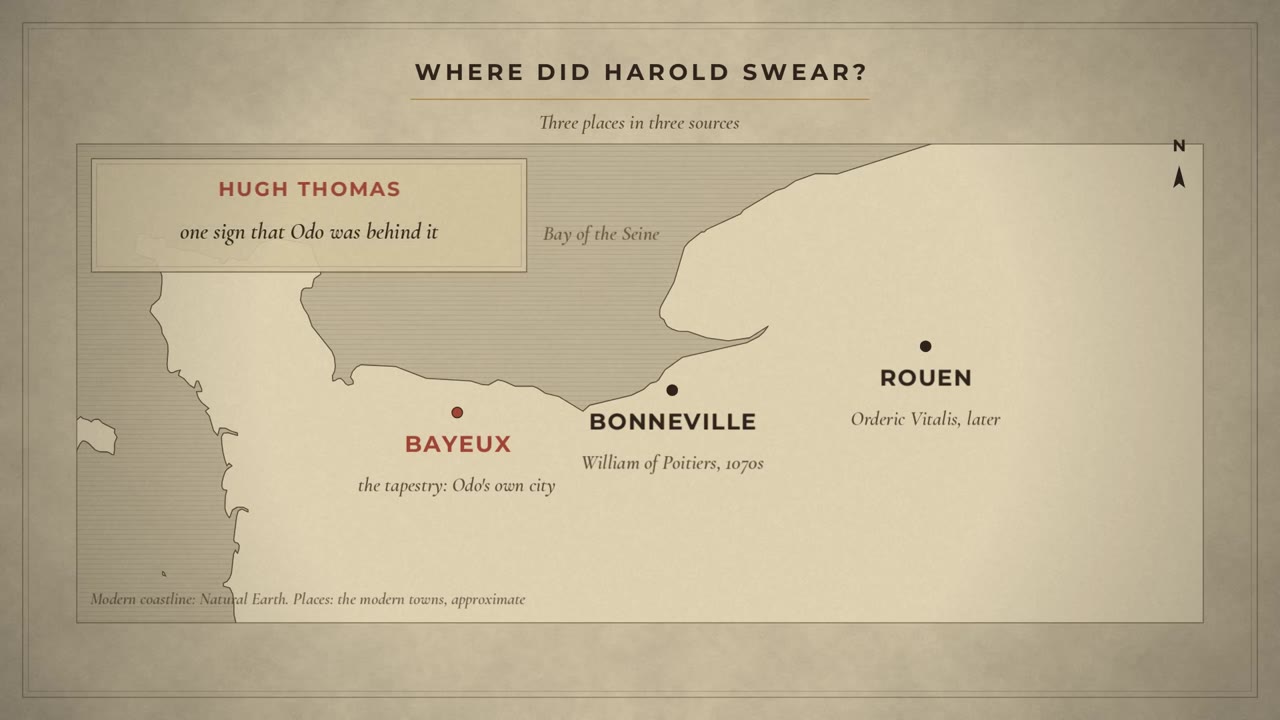 WHERE DID HAROLD SWEAR?
Three places in three sources
N
HUGH THOMAS
one sign that Odo was behind it
Bay of the Seine
ROUEN
Orderic Vitalis, later
BONNEVILLE
William of Poitiers, 1070s
BAYEUX
the tapestry: Odo's own city
Modern coastline: Natural Earth. Places: the modern towns, approximate